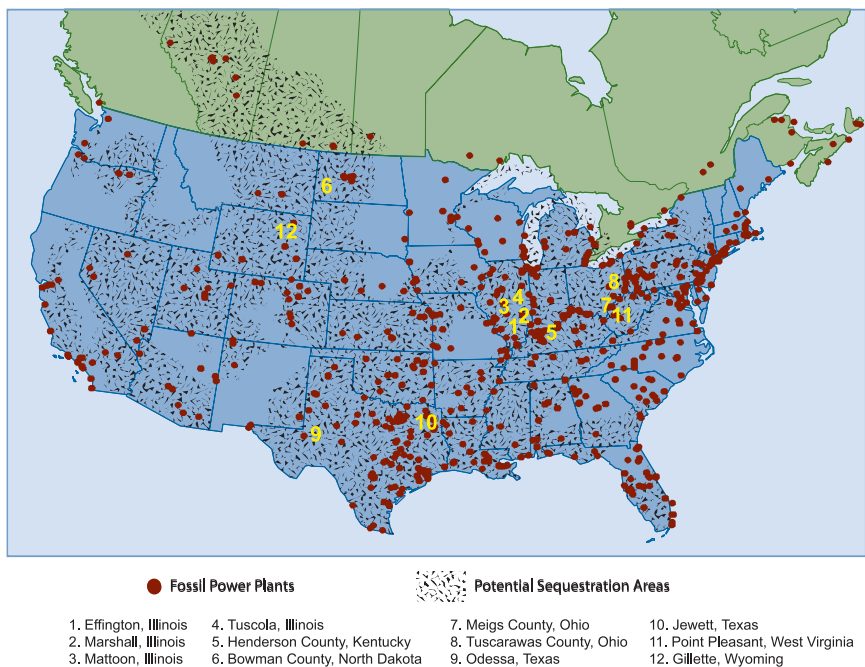 6
12
8
4
3
7
2
11
1
5
10
9
Fossil Power Plants
Potential Sequestration Areas
1. Effington, Illinois
2. Marshall, Illinois
3. Mattoon, Illinois
4. Tuscola, Illinois
5. Henderson County, Kentucky
6. Bowman County, North Dakota
7. Meigs County, Ohio
8. Tuscarawas County, Ohio
9. Odessa, Texas
10. Jewett, Texas
11. Point Pleasant, West Virginia
12. Gillette, Wyoming